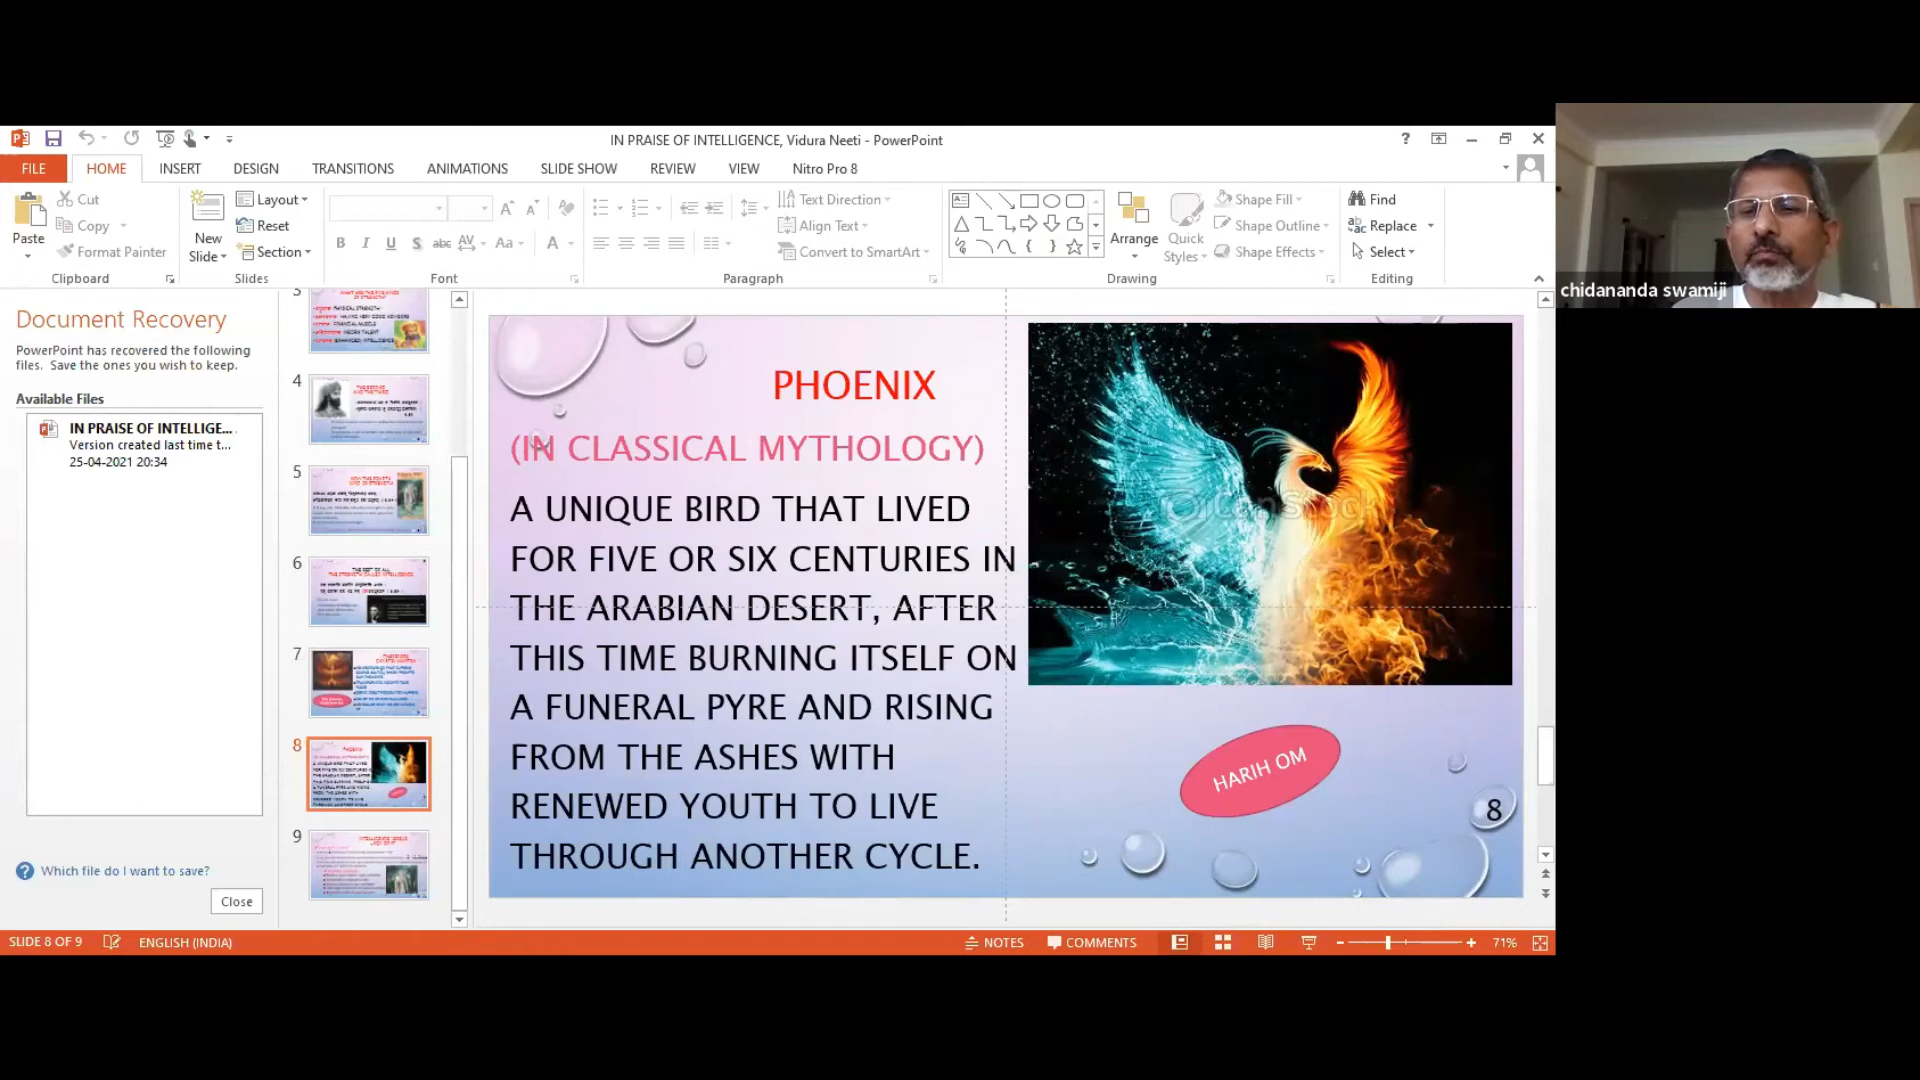 IN PRAISE OF INTELLIGENCE, Vidura Neeti - PowerPoint
FILE HOME INSERT DESIGN TRANSITIONS ANIMATIONS SLIDE SHOW REVIEW VIEW Nitro Pro 8
Paste
Cut
Copy
Format Painter
Clipboard
New
Slide
Layout
Reset
Section
Slides
Font
Text Direction
Align Text
Convert to SmartArt
Paragraph
Arrange
Quick
Styles
Shape Fill
Shape Outline
Shape Effects
Drawing
Find
Replace
Select
Editing
chidananda swamiji
Document Recovery
PowerPoint has recovered the following
files. Save the ones you wish to keep.
Available Files
IN PRAISE OF INTELLIGE...
Version created last time t...
25-04-2021 20:34
Which file do I want to save?
Close
3
4
5
6
7
8
9
PHOENIX
(IN CLASSICAL MYTHOLOGY)
A UNIQUE BIRD THAT LIVED
FOR FIVE OR SIX CENTURIES IN
THE ARABIAN DESERT, AFTER
THIS TIME BURNING ITSELF ON
A FUNERAL PYRE AND RISING
FROM THE ASHES WITH
RENEWED YOUTH TO LIVE
THROUGH ANOTHER CYCLE.
HARIH OM
8
SLIDE 8 OF 9 ENGLISH (INDIA) NOTES COMMENTS 71%